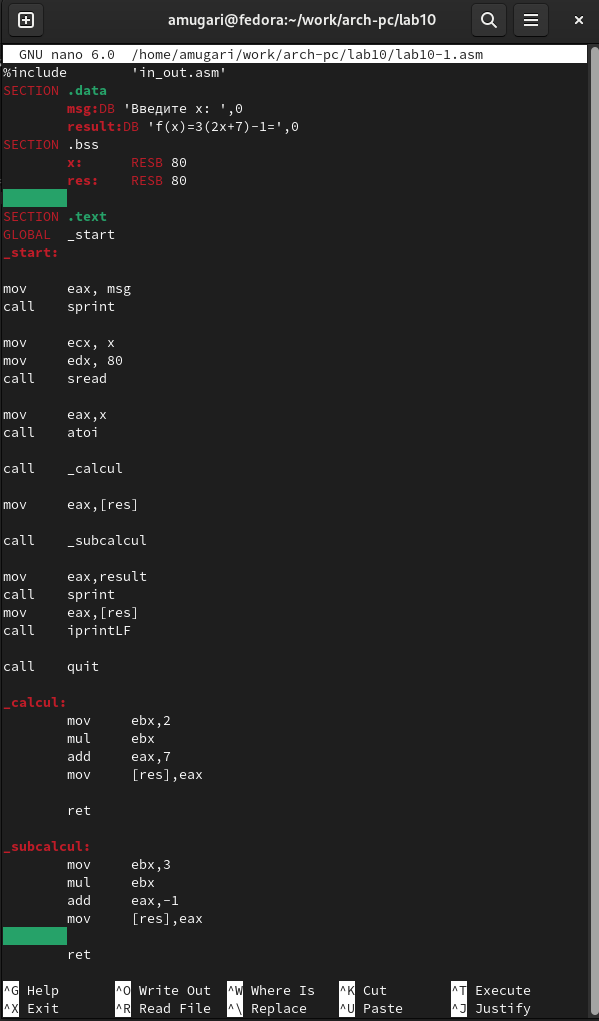 amugari@fedora:~/work/arch-pc/lab10
GNU nano 6.0 /home/amugari/work/arch-pc/lab10/lab10-1.asm
%include 'in_out.asm'
SECTION .data
msg:DB 'Введите x: ',0
result:DB 'f(x)=3(2x+7)-1=',0
SECTION .bss
x: RESB 80
res: RESB 80
SECTION .text
GLOBAL _start
_start:
mov eax, msg
call sprint
mov ecx, x
mov edx, 80
call sread
mov eax,x
call atoi
call _calcul
mov eax,[res]
call _subcalcul
mov eax,result
call sprint
mov eax,[res]
call iprintLF
call quit
_calcul:
mov ebx,2
mul ebx
add eax,7
mov [res],eax
ret
_subcalcul:
mov ebx,3
mul ebx
add eax,-1
mov [res],eax
ret
^G Help ^O Write Out ^W Where Is ^K Cut ^T Execute
^X Exit ^R Read File ^\ Replace ^U Paste ^J Justify